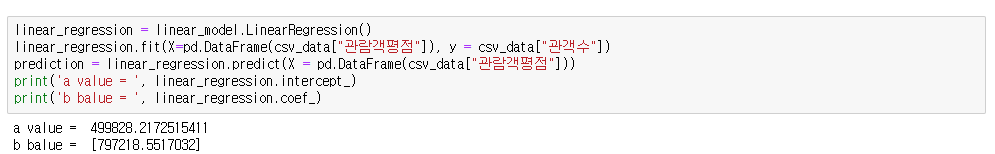 linear_regression = linear_model.LinearRegression()
linear_regression.fit(X=pd.DataFrame(csv_data["관람객평점"]), y = csv_data["관객수"])
prediction = linear_regression.predict(X = pd.DataFrame(csv_data["관람객평점"]))
print('a value = ', linear_regression.intercept_)
print('b balue = ', linear_regression.coef_)
a value =  499828.2172515411
b balue =  [797218.5517032]